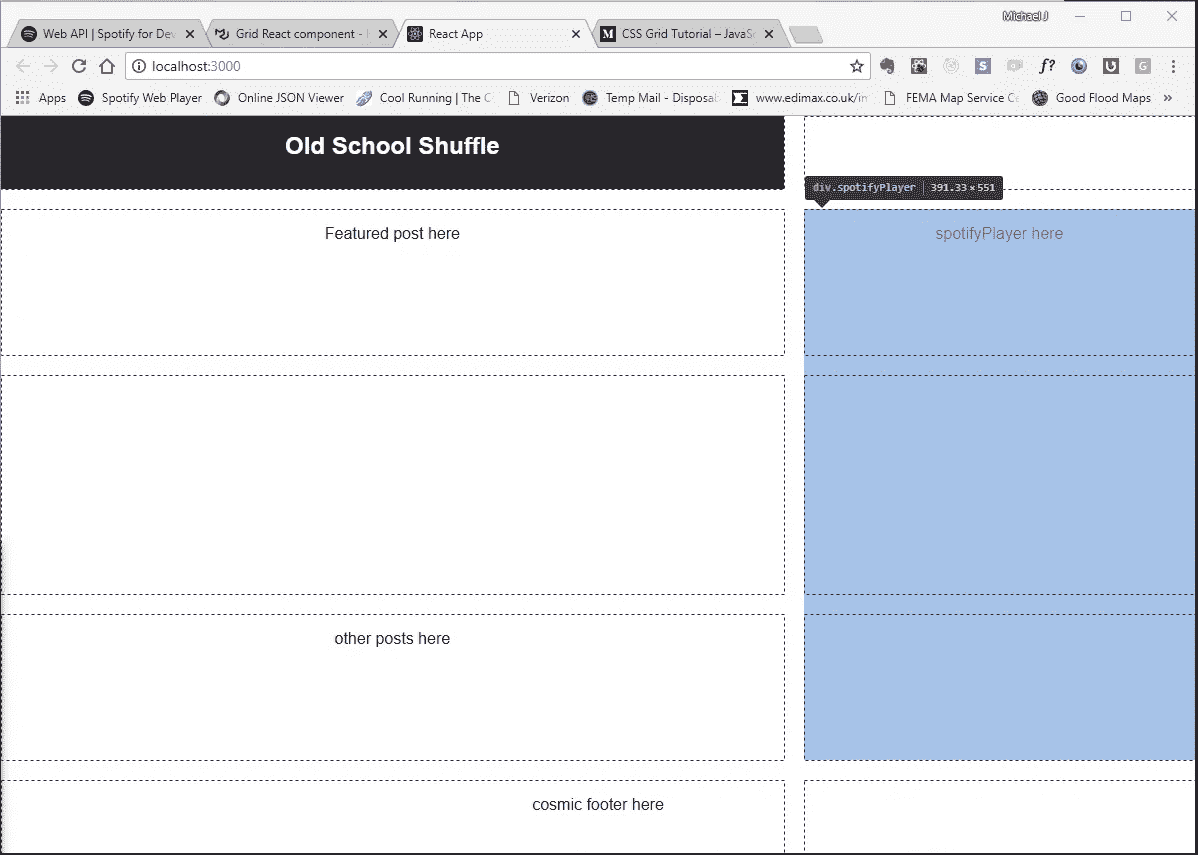 Michael J
Web API | Spotify for Dev
Grid React component -
React App
CSS Grid Tutorial – JavaSc
localhost:3000
f?
S
U
G
Apps
Spotify Web Player
Online JSON Viewer
Cool Running | The C
Verizon
Temp Mail - Disposal
www.edimax.co.uk/im
FEMA Map Service Ce
Good Flood Maps
»
Old School Shuffle
div.spotifyPlayer | 391.33 × 551
Featured post here
spotifyPlayer here
other posts here
cosmic footer here